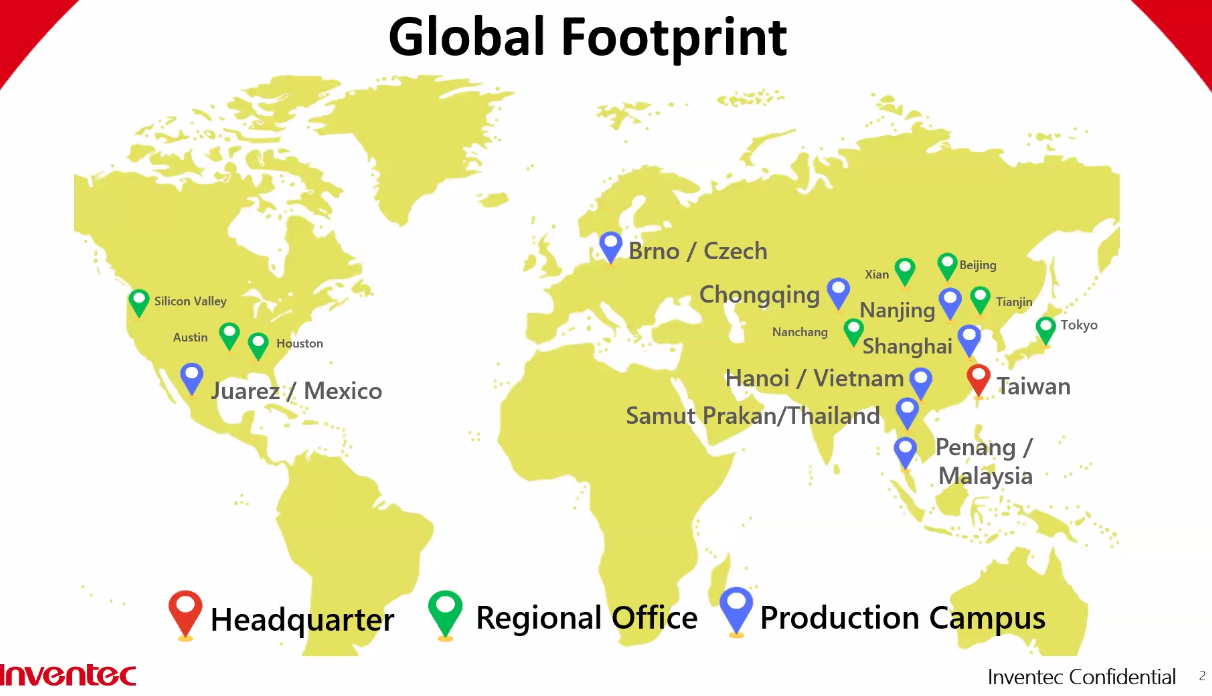 Global Footprint
Brno / Czech
Beijing
Xian
Chongqing
Silicon Valley
Nanjing
Tianjin
Tokyo
Nanchang
Austin
Houston
Shanghai
Hanoi / Vietnam
Taiwan
Juarez / Mexico
Samut Prakan/Thailand
Penang /
Malaysia
Headquarter
Regional Office
Production Campus
Inventec
Inventec Confidential
2